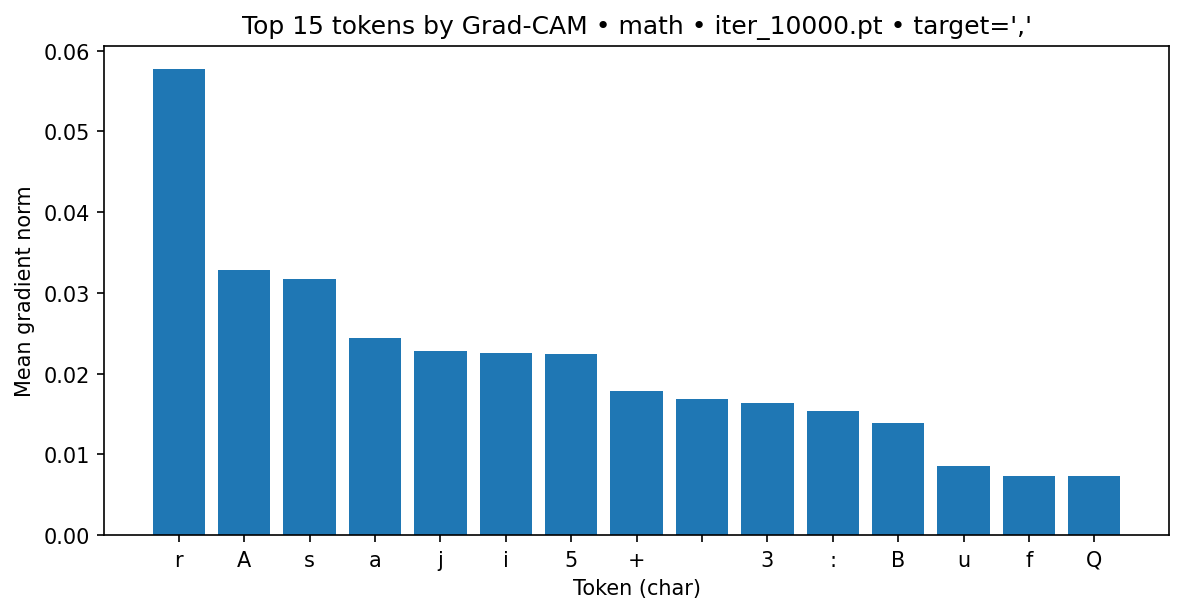 Top 15 tokens by Grad-CAM • math • iter_10000.pt • target=','
0.06
0.05
0.04
0.03
0.02
0.01
0.00
Mean gradient norm
r A s a j i 5 + 3 : B u f Q
Token (char)